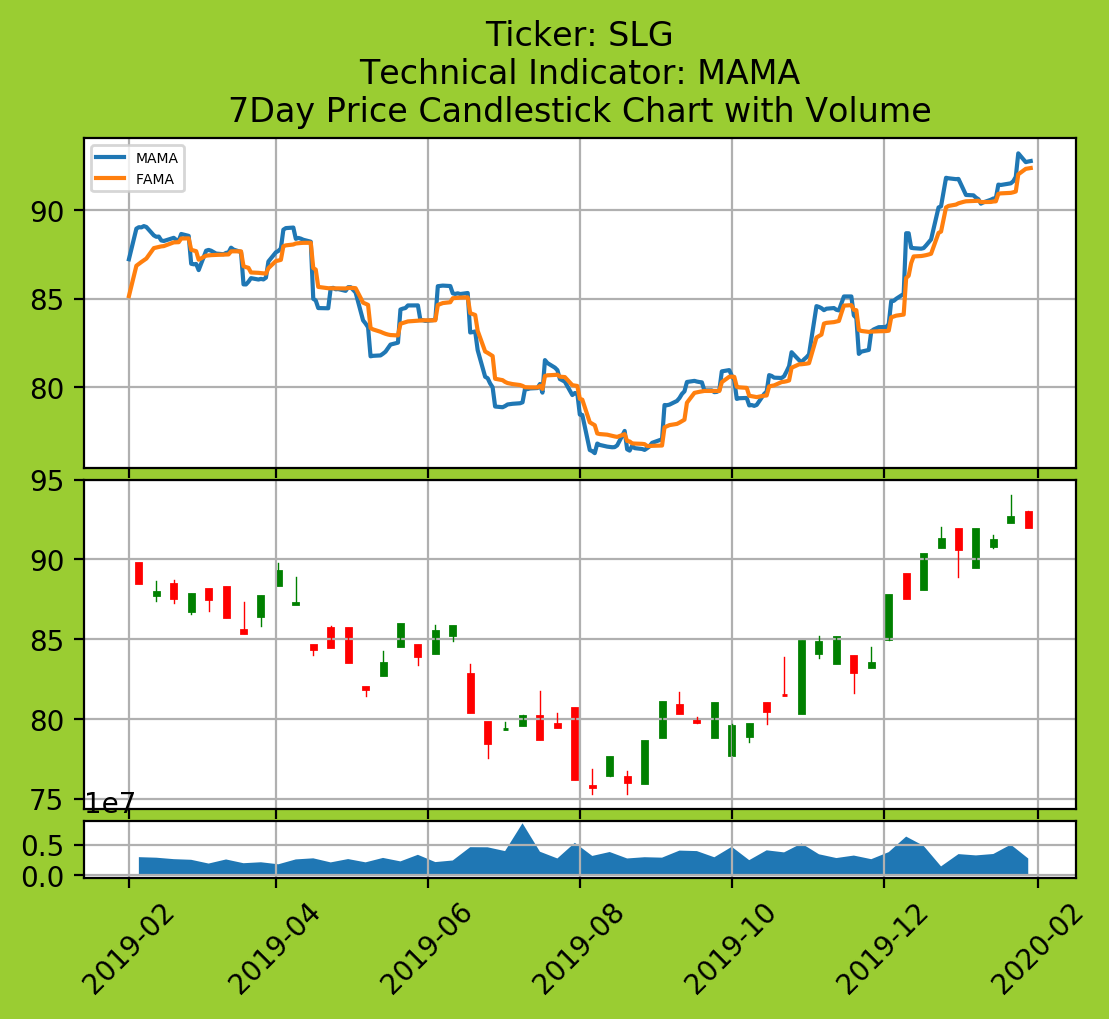 Ticker: SLG
Technical Indicator: MAMA
7Day Price Candlestick Chart with Volume
MAMA
FAMA
90
85
80
95
90
85
80
75
1e7
0.5
0.0
2019-02
2019-04
2019-06
2019-08
2019-10
2019-12
2020-02